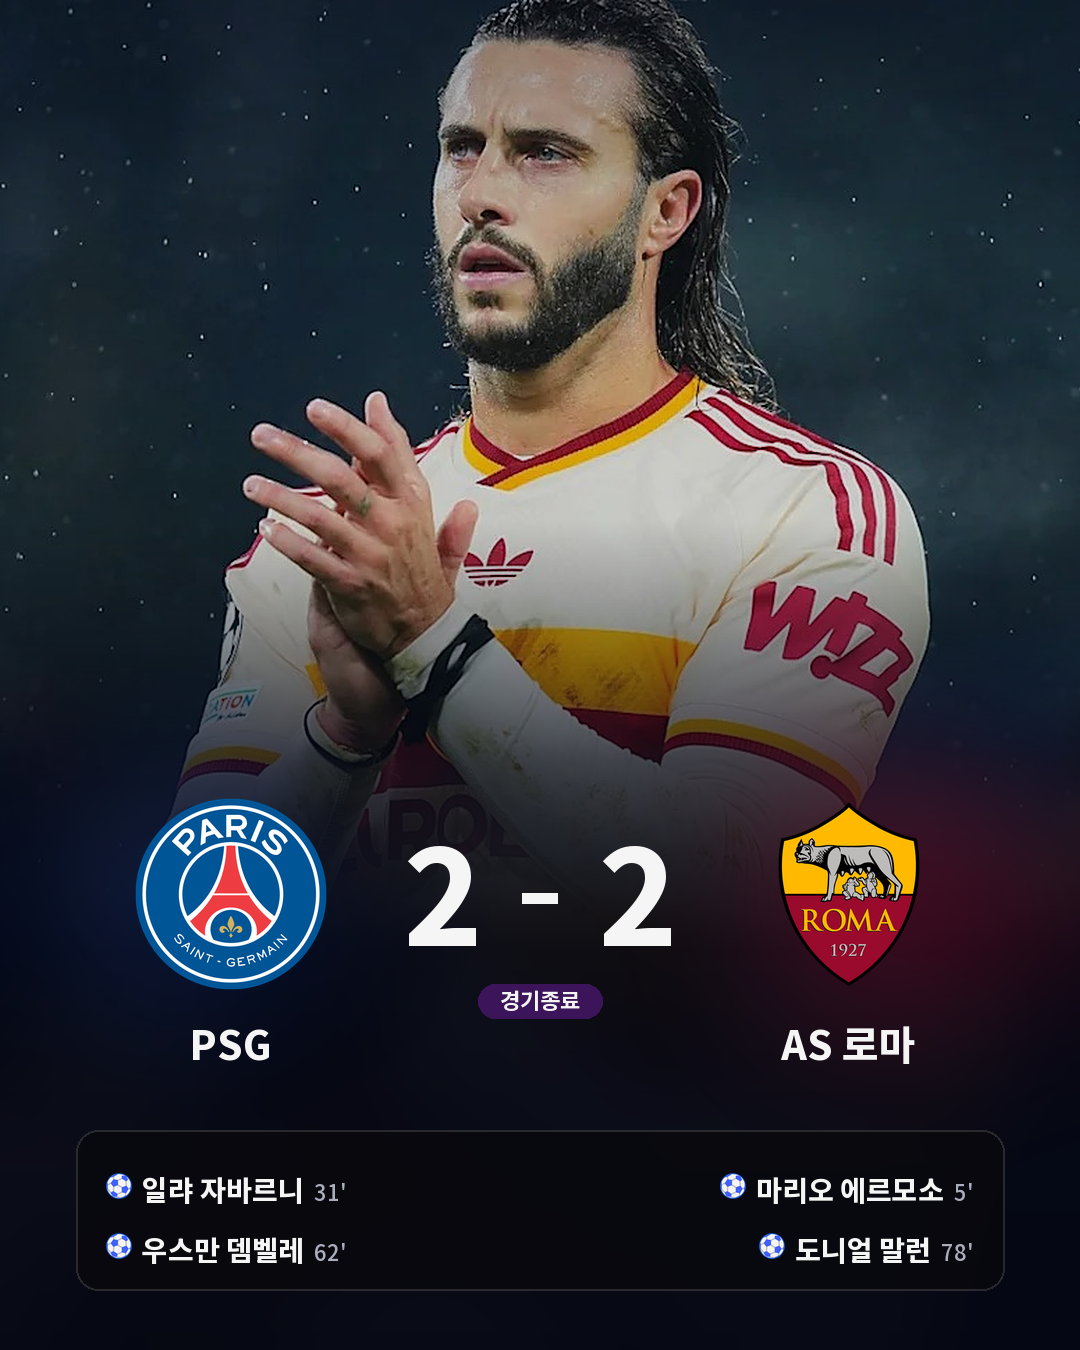 ATION
WIZZ
PARIS
SAINT - GERMAIN
2 - 2
ROMA
1927
경기종료
PSG
AS 로마
일랴 자바르니 31'
마리오 에르모소 5'
우스만 뎀벨레 62'
도니얼 말런 78'